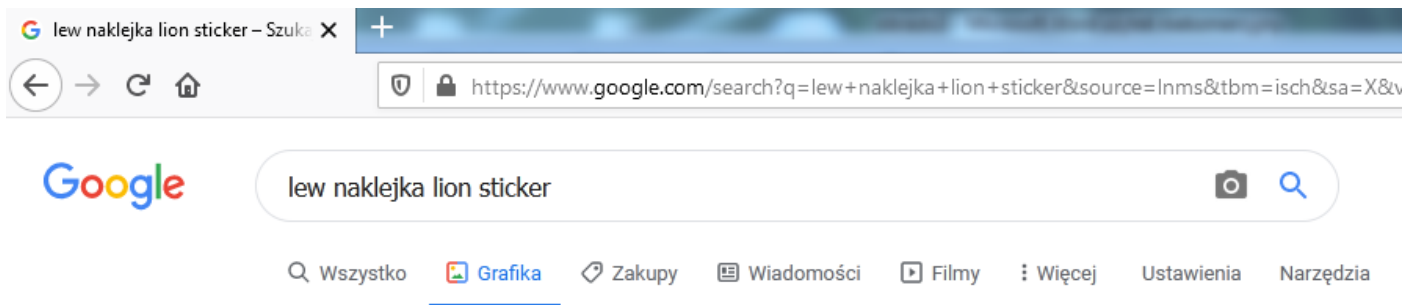 lew naklejka lion sticker – Szuka
https://www.google.com/search?q=lew+naklejka+lion+sticker&source=lnms&tbm=isch&sa=X&v
Google
lew naklejka lion sticker
Wszystko Grafika Zakupy Wiadomości Filmy Więcej Ustawienia Narzędzia